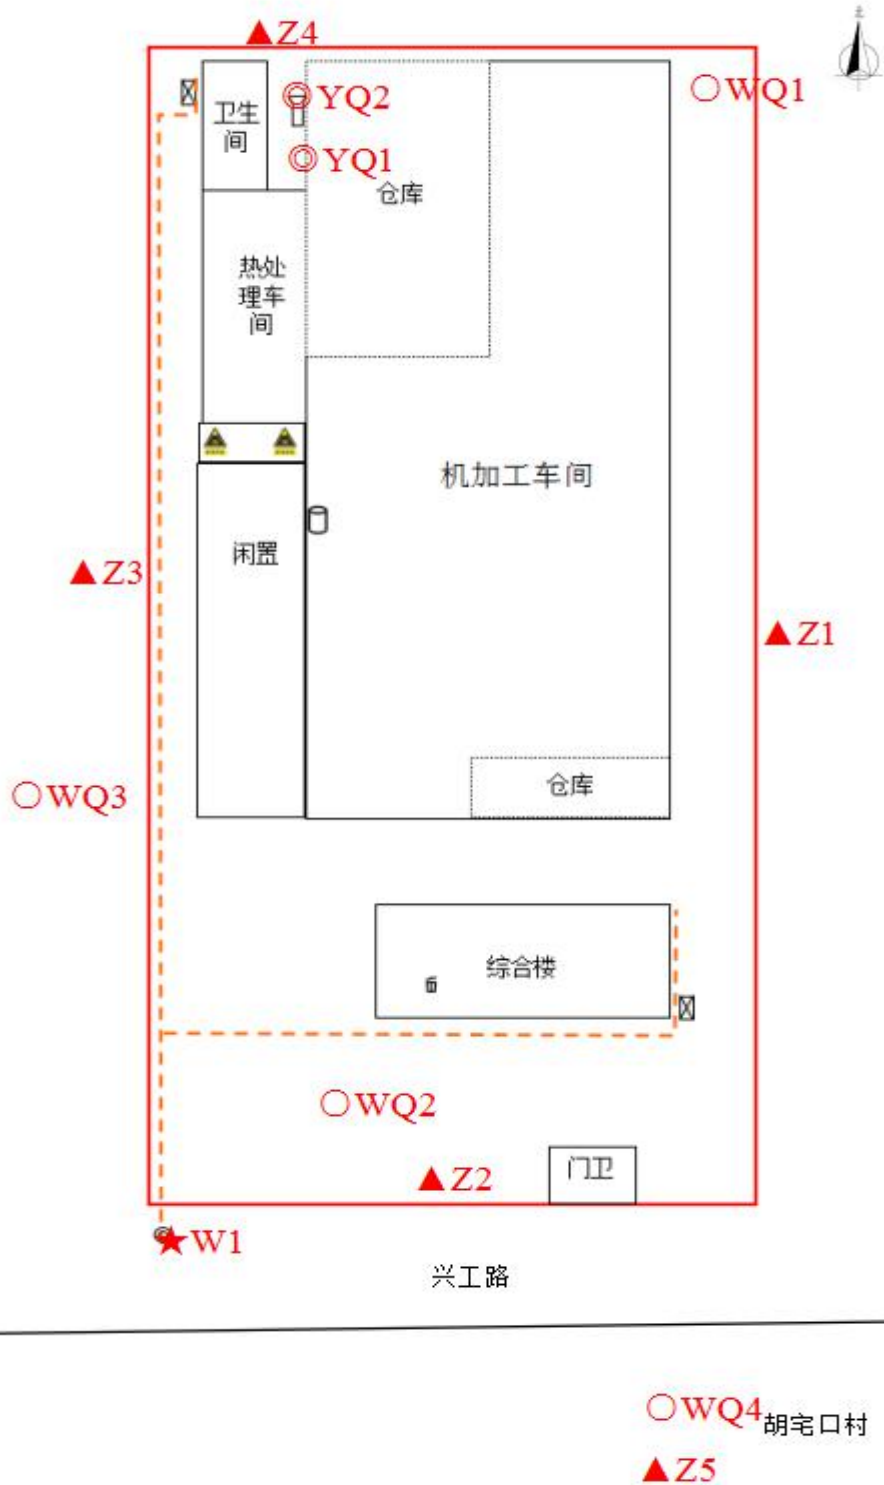 ▲Z4
北
○WQ1
◎YQ2
卫生
间
◎YQ1
仓库
热处
理车
间
机加工车间
闲置
▲Z3
▲Z1
仓库
○WQ3
综合楼
○WQ2
门卫
▲Z2
★W1
兴工路
○WQ4
胡宅口村
▲Z5